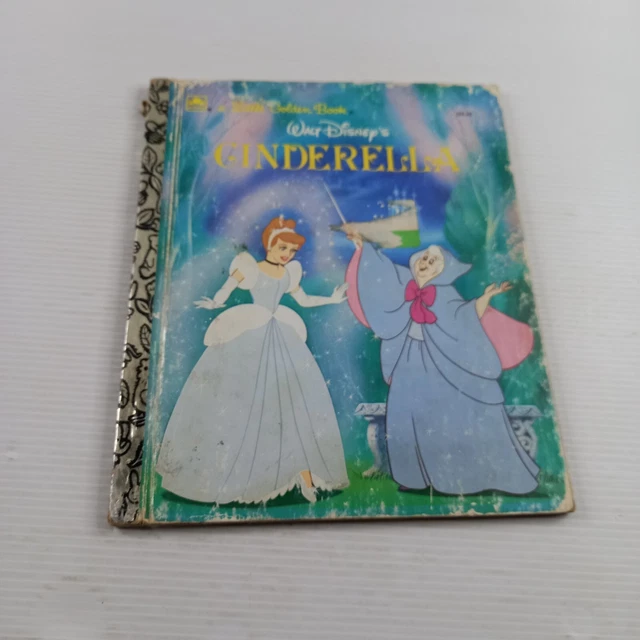 a Little Golden Book
Walt Disney's
CINDERELLA